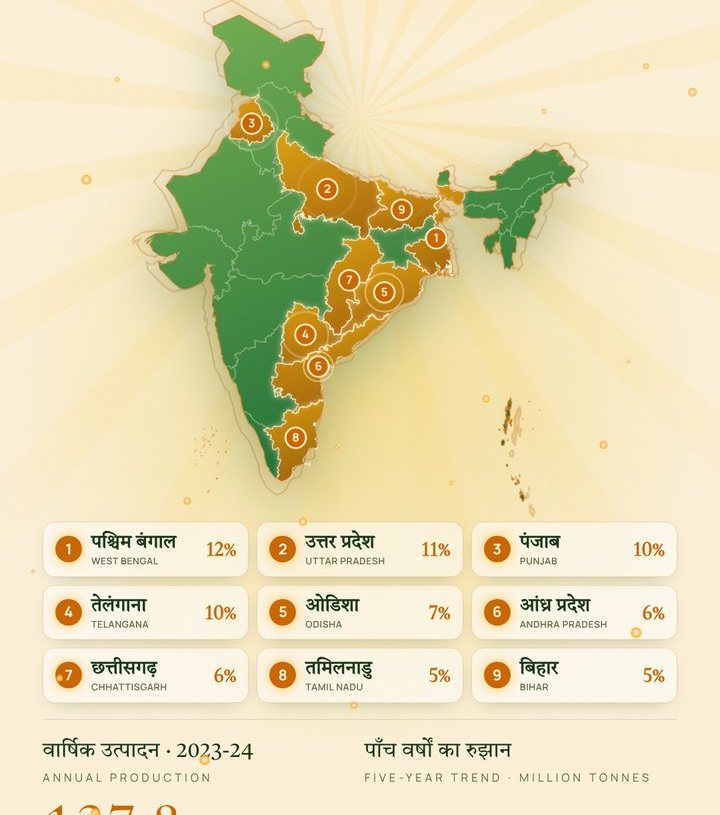 3
2
9
1
7
5
4
6
8
1 पश्चिम बंगाल 12%
WEST BENGAL
2 उत्तर प्रदेश 11%
UTTAR PRADESH
3 पंजाब 10%
PUNJAB
4 तेलंगाना 10%
TELANGANA
5 ओडिशा 7%
ODISHA
6 आंध्र प्रदेश 6%
ANDHRA PRADESH
7 छत्तीसगढ़ 6%
CHHATTISGARH
8 तमिलनाडु 5%
TAMIL NADU
9 बिहार 5%
BIHAR
वार्षिक उत्पादन · 2023-24
ANNUAL PRODUCTION
पाँच वर्षों का रुझान
FIVE-YEAR TREND · MILLION TONNES